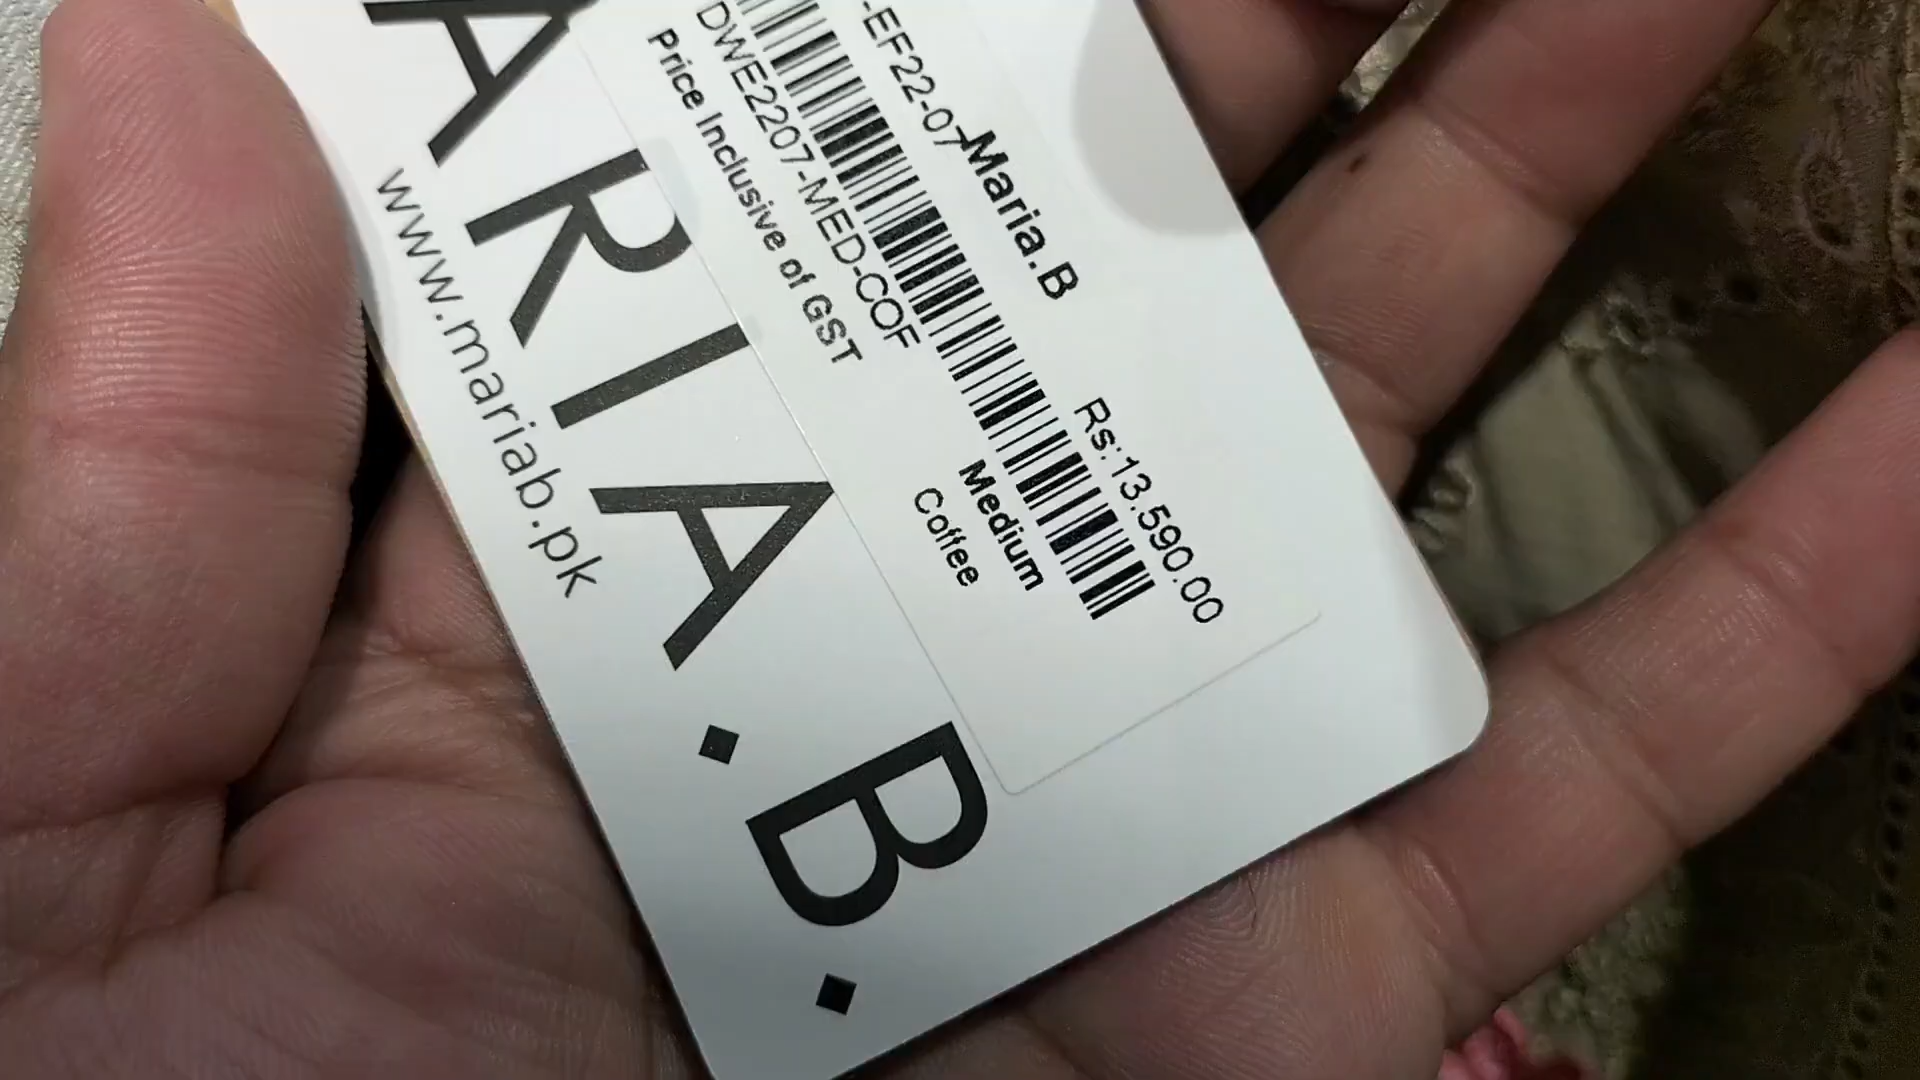 Maria.B
-EF22-07
Rs:13,590.00
DWE2207-MED-COF
Medium
Price Inclusive of GST
Coffee
ARIA.B.
www.mariab.pk